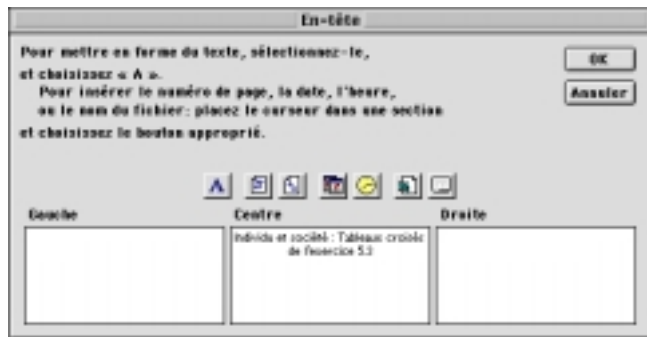 En-tête
Pour mettre en forme du texte, sélectionnez-le,
et choisissez « A ».
Pour insérer le numéro de page, la date, l'heure,
ou le nom du fichier: placez le curseur dans une section
et choisissez le bouton approprié.
OK
Annuler
A
Gauche
Centre
Droite
Individu et société : Tableaux croisés
de l'exercice 5.3